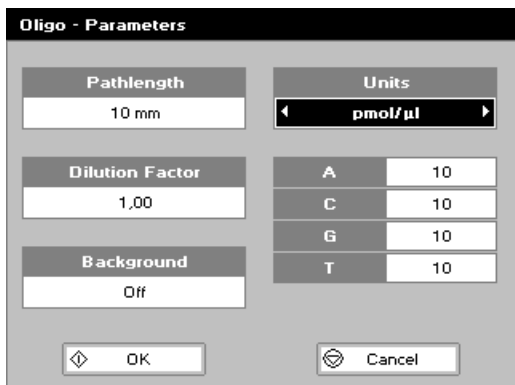 Oligo - Parameters
Pathlength
10 mm
Units
pmol/µl
Dilution Factor
1,00
A 10
C 10
G 10
T 10
Background
Off
OK
Cancel